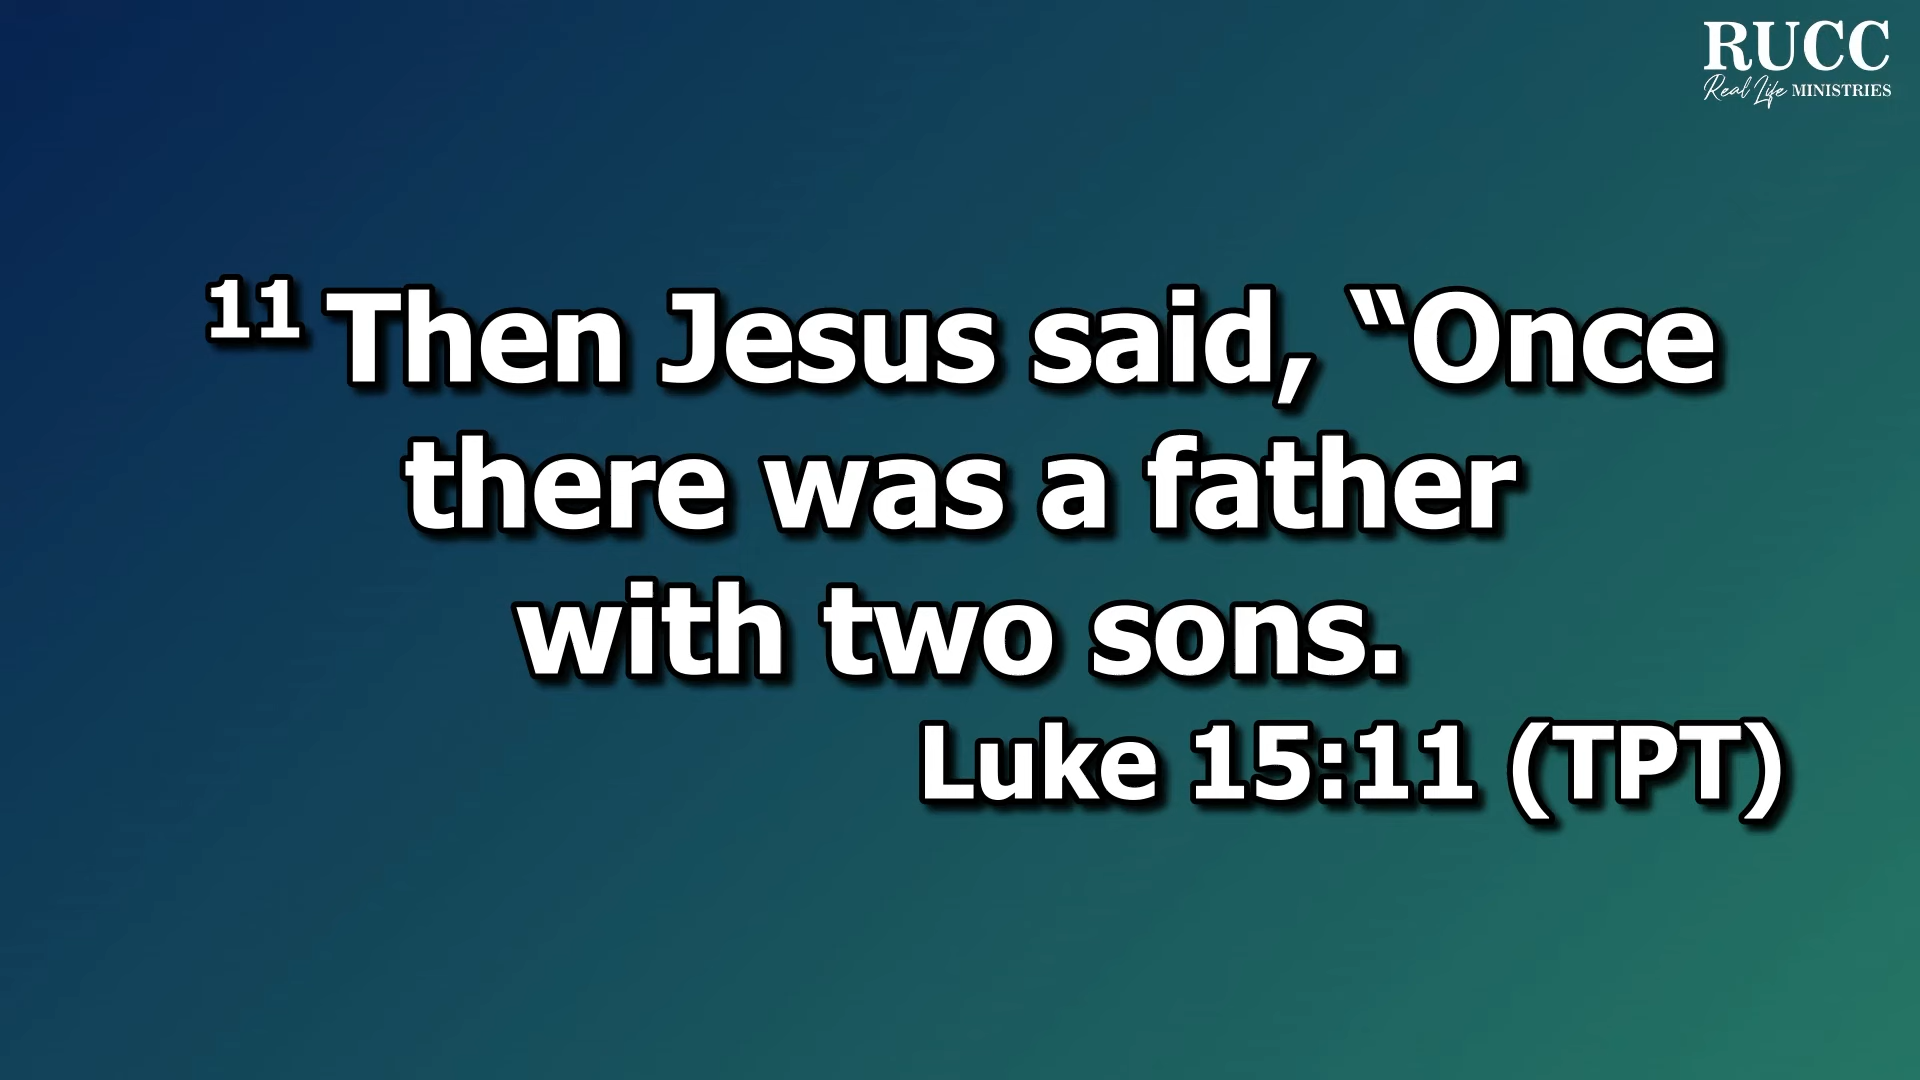 RUCC
Real Life MINISTRIES
11 Then Jesus said, “Once
there was a father
with two sons.
Luke 15:11 (TPT)